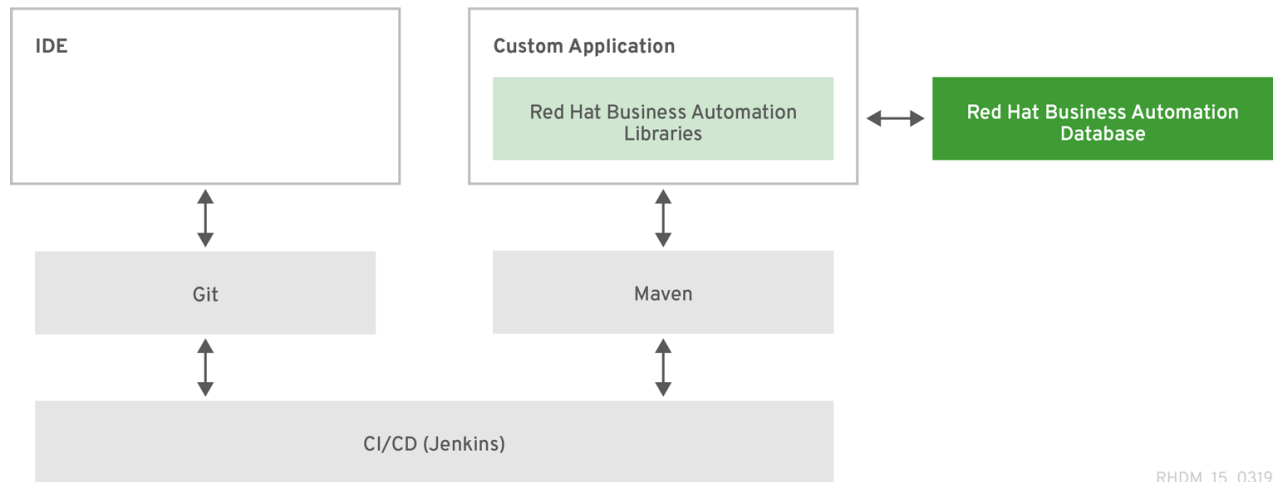 IDE
Custom Application
Red Hat Business Automation
Libraries
Red Hat Business Automation
Database
Git
Maven
CI/CD (Jenkins)
RHDM_15_0319